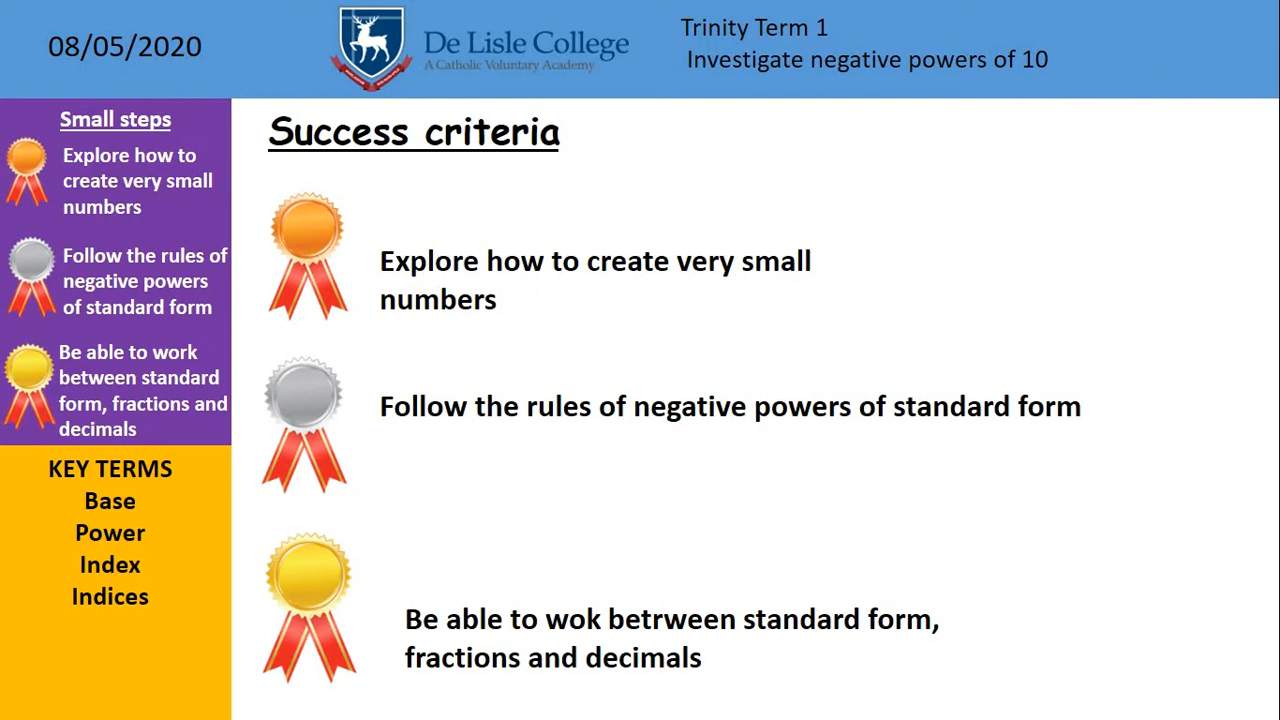 08/05/2020
De Lisle College
A Catholic Voluntary Academy
Trinity Term 1
Investigate negative powers of 10
Small steps
Explore how to
create very small
numbers
Follow the rules of
negative powers
of standard form
Be able to work
between standard
form, fractions and
decimals
KEY TERMS
Base
Power
Index
Indices
Success criteria
Explore how to create very small
numbers
Follow the rules of negative powers of standard form
Be able to wok betrween standard form,
fractions and decimals